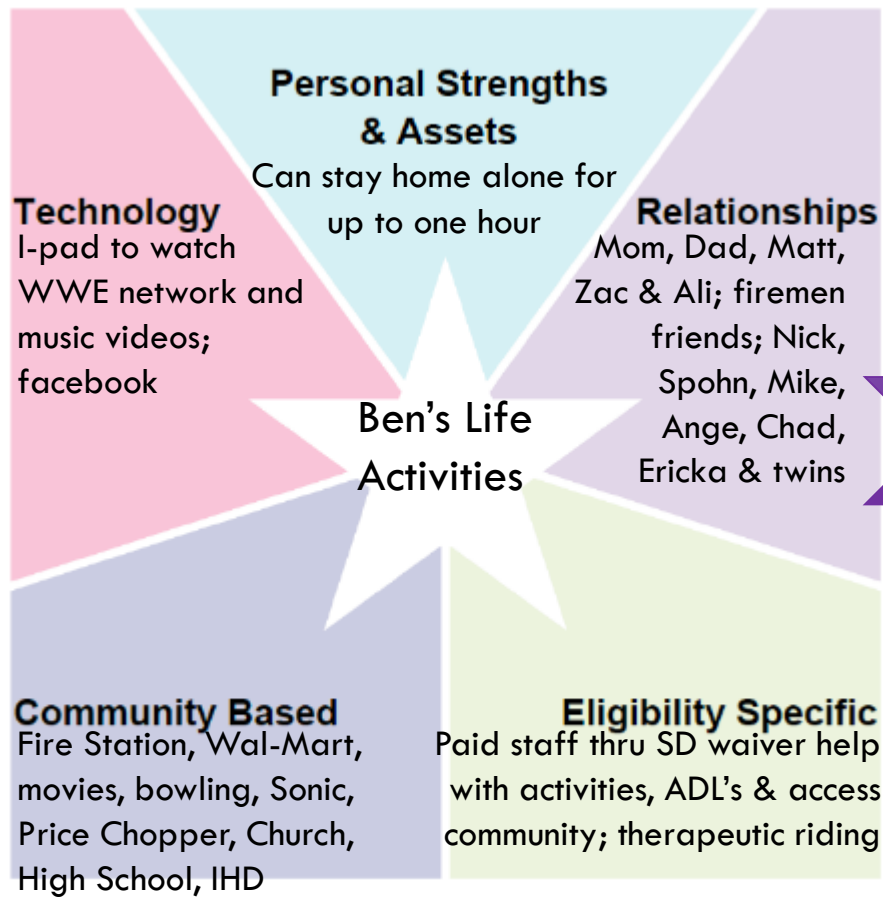 Personal Strengths
& Assets
Can stay home alone for
up to one hour
Technology
I-pad to watch
WWE network and
music videos;
facebook
Relationships
Mom, Dad, Matt,
Zac & Ali; firemen
friends; Nick,
Spohn, Mike,
Ange, Chad,
Ericka & twins
Ben's Life
Activities
Community Based
Fire Station, Wal-Mart,
movies, bowling, Sonic,
Price Chopper, Church,
High School, IHD
Eligibility Specific
Paid staff thru SD waiver help
with activities, ADL's & access
community; therapeutic riding